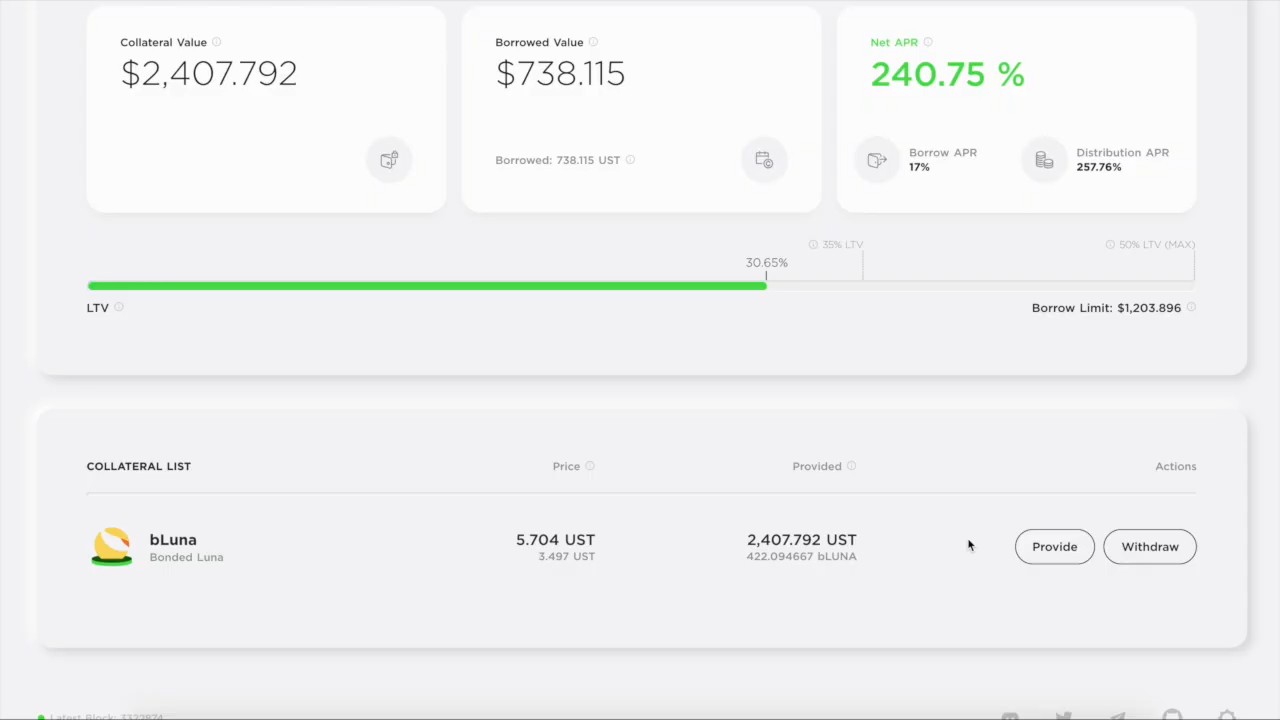 Collateral Value
$2,407.792
Borrowed Value
$738.115
Borrowed: 738.115 UST
Net APR
240.75 %
Borrow APR
17%
Distribution APR
257.76%
35% LTV
50% LTV (MAX)
30.65%
LTV
Borrow Limit: $1,203.896
COLLATERAL LIST
Price
Provided
Actions
bLuna
Bonded Luna
5.704 UST
3.497 UST
2,407.792 UST
422.094667 bLUNA
Provide
Withdraw
Latest Block: 3322874